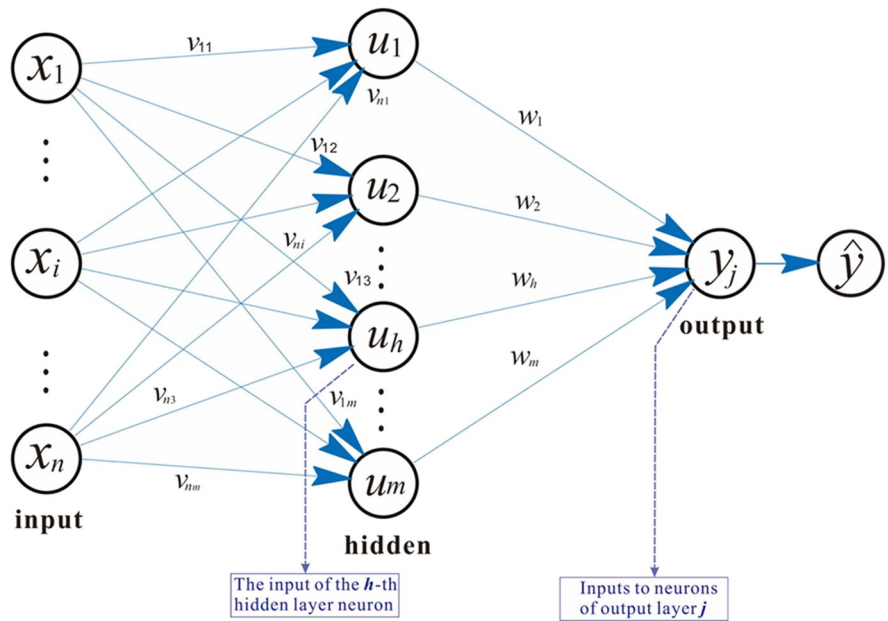 x1
xi
xn
input
v11
vn1
v12
vni
v13
vn3
v1m
vnm
u1
u2
uh
um
hidden
w1
w2
wh
wm
yj
output
ŷ
The input of the h-th
hidden layer neuron
Inputs to neurons
of output layer j